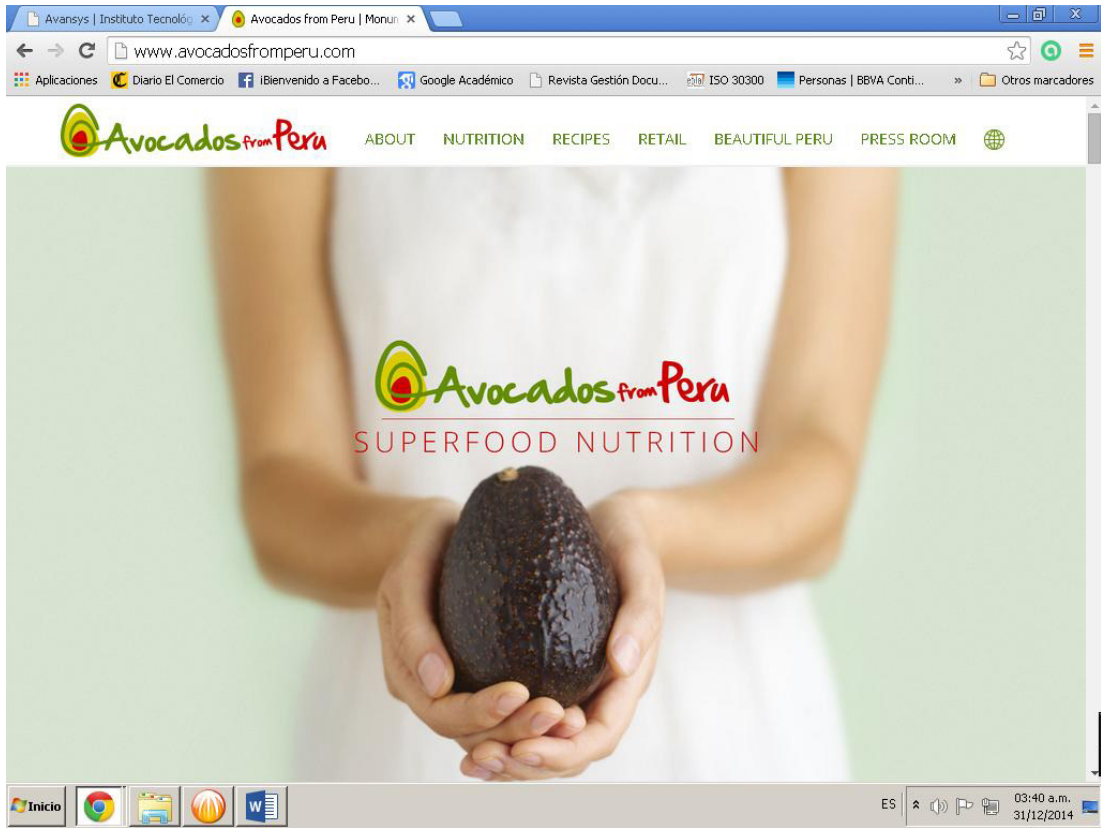 Avansys | Instituto Tecnológ
Avocados from Peru | Monun
www.avocadosfromperu.com
Aplicaciones Diario El Comercio iBienvenido a Facebo... Google Académico Revista Gestión Docu... ISO 30300 Personas | BBVA Conti... » Otros marcadores
Avocados from Peru ABOUT NUTRITION RECIPES RETAIL BEAUTIFUL PERU PRESS ROOM
Avocados from Peru
SUPERFOOD NUTRITION
Inicio ES 03:40 a.m.
31/12/2014